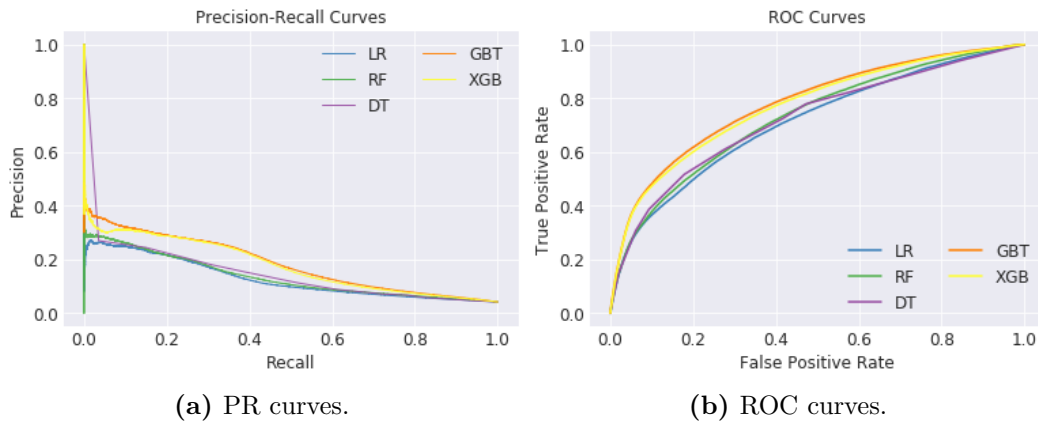 Precision-Recall Curves
1.0
0.8
0.6
0.4
0.2
0.0
Precision
LR
RF
DT
GBT
XGB
0.0 0.2 0.4 0.6 0.8 1.0
Recall
(a) PR curves.
ROC Curves
1.0
0.8
0.6
0.4
0.2
0.0
True Positive Rate
LR
RF
DT
GBT
XGB
0.0 0.2 0.4 0.6 0.8 1.0
False Positive Rate
(b) ROC curves.